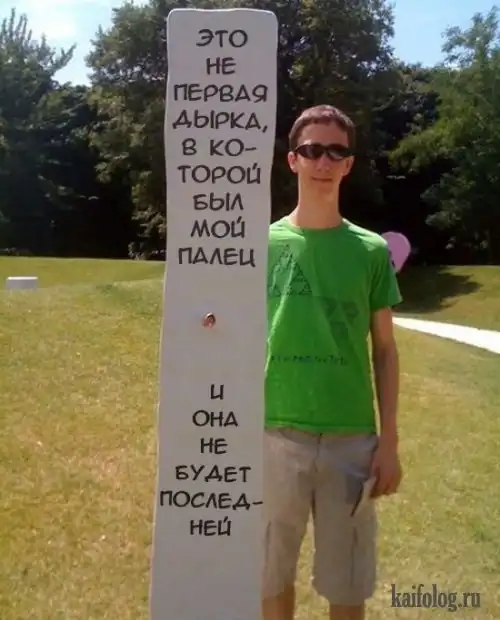 ЭТО
НЕ
ПЕРВАЯ
ДЫРКА,
В КО-
ТОРОЙ
БЫЛ
МОЙ
ПАЛЕЦ
И
ОНА
НЕ
БУДЕТ
ПОСЛЕД-
НЕЙ
kaifolog.ru